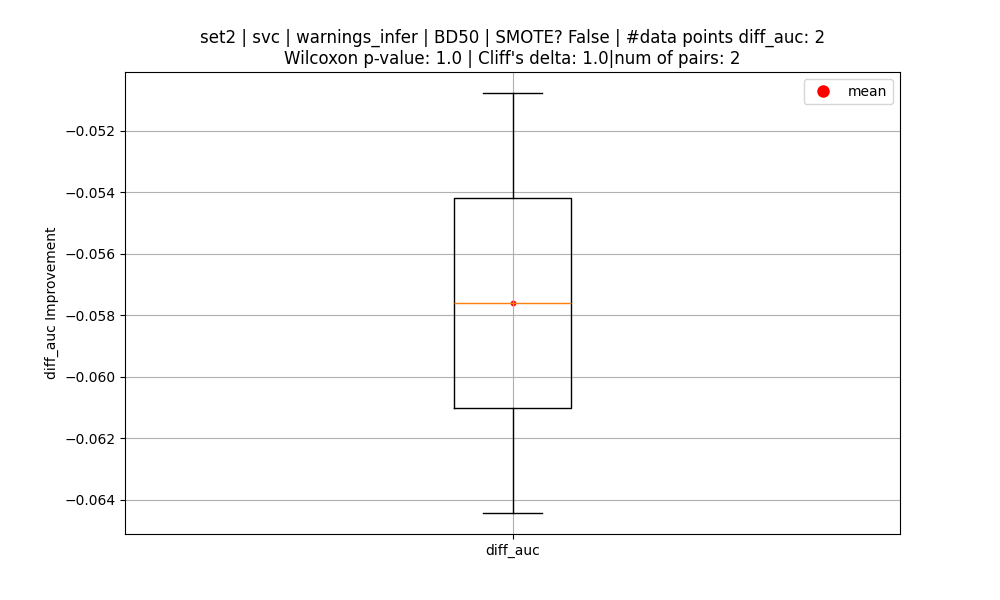 set2 | svc | warnings_infer | BD50 | SMOTE? False | #data points diff_auc: 2
Wilcoxon p-value: 1.0 | Cliff's delta: 1.0|num of pairs: 2
mean
−0.052
−0.054
−0.056
−0.058
−0.060
−0.062
−0.064
diff_auc Improvement
diff_auc